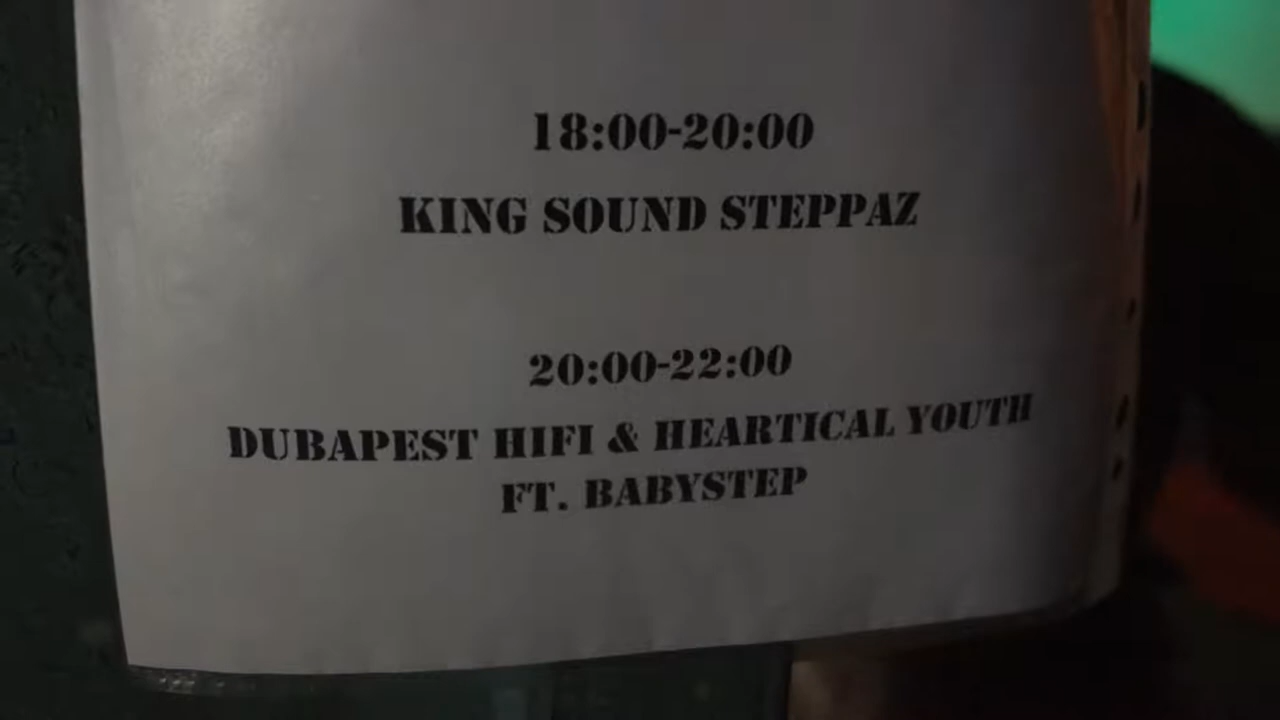 18:00-20:00
KING SOUND STEPPAZ
20:00-22:00
DUBAPEST HIFI & HEARTICAL YOUTH
FT. BABYSTEP